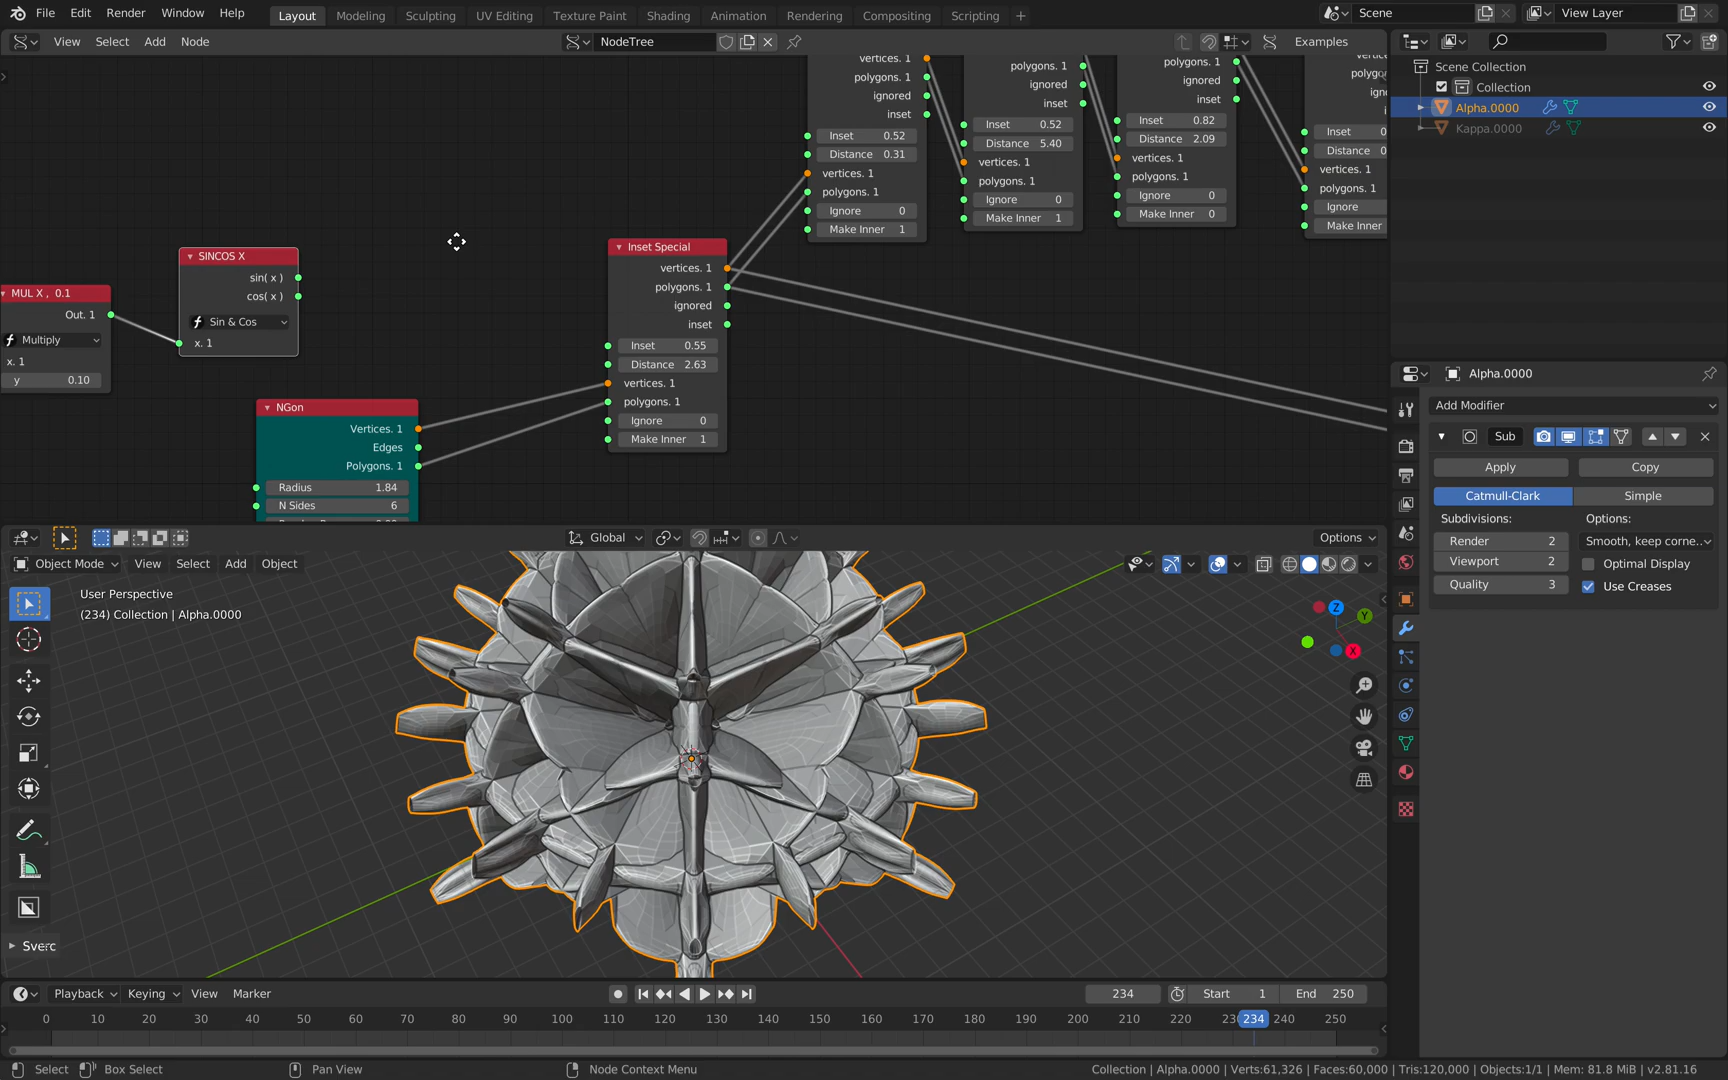 File Edit Render Window Help Layout Modeling Sculpting UV Editing Texture Paint Shading Animation Rendering Compositing Scripting + Scene View Layer
View Select Add Node NodeTree Examples
vertices. 1
polygons. 1
ignored
inset
Inset 0.52
Distance 0.31
vertices. 1
polygons. 1
Ignore 0
Make Inner 1
polygons. 1
ignored
inset
Inset 0.52
Distance 5.40
vertices. 1
polygons. 1
Ignore 0
Make Inner 1
polygons. 1
ignored
inset
Inset 0.82
Distance 2.09
vertices. 1
polygons. 1
Ignore 0
Make Inner 0
Inset
Distance
vertices. 1
polygons. 1
Ignore
Make Inner
MUL X, 0.1
Out. 1
Multiply
x. 1
y 0.10
SINCOS X
sin( x )
cos( x )
Sin & Cos
x. 1
NGon
Vertices. 1
Edges
Polygons. 1
Radius 1.84
N Sides 6
Inset Special
vertices. 1
polygons. 1
ignored
inset
Inset 0.55
Distance 2.63
vertices. 1
polygons. 1
Ignore 0
Make Inner 1
Scene Collection
Collection
Alpha.0000
Kappa.0000
Alpha.0000
Add Modifier
Sub
Apply Copy
Catmull-Clark Simple
Subdivisions: Options:
Render 2 Smooth, keep corne..
Viewport 2 Optimal Display
Quality 3 Use Creases
Global Options
Object Mode View Select Add Object
User Perspective
(234) Collection | Alpha.0000
Z
Y
X
Sverc
Playback Keying View Marker 234 Start 1 End 250
0 10 20 30 40 50 60 70 80 90 100 110 120 130 140 150 160 170 180 190 200 210 220 234 240 250
Select Box Select Pan View Node Context Menu Collection | Alpha.0000 | Verts:61,326 | Faces:60,000 | Tris:120,000 | Objects:1/1 | Mem: 81.8 MiB | v2.81.16